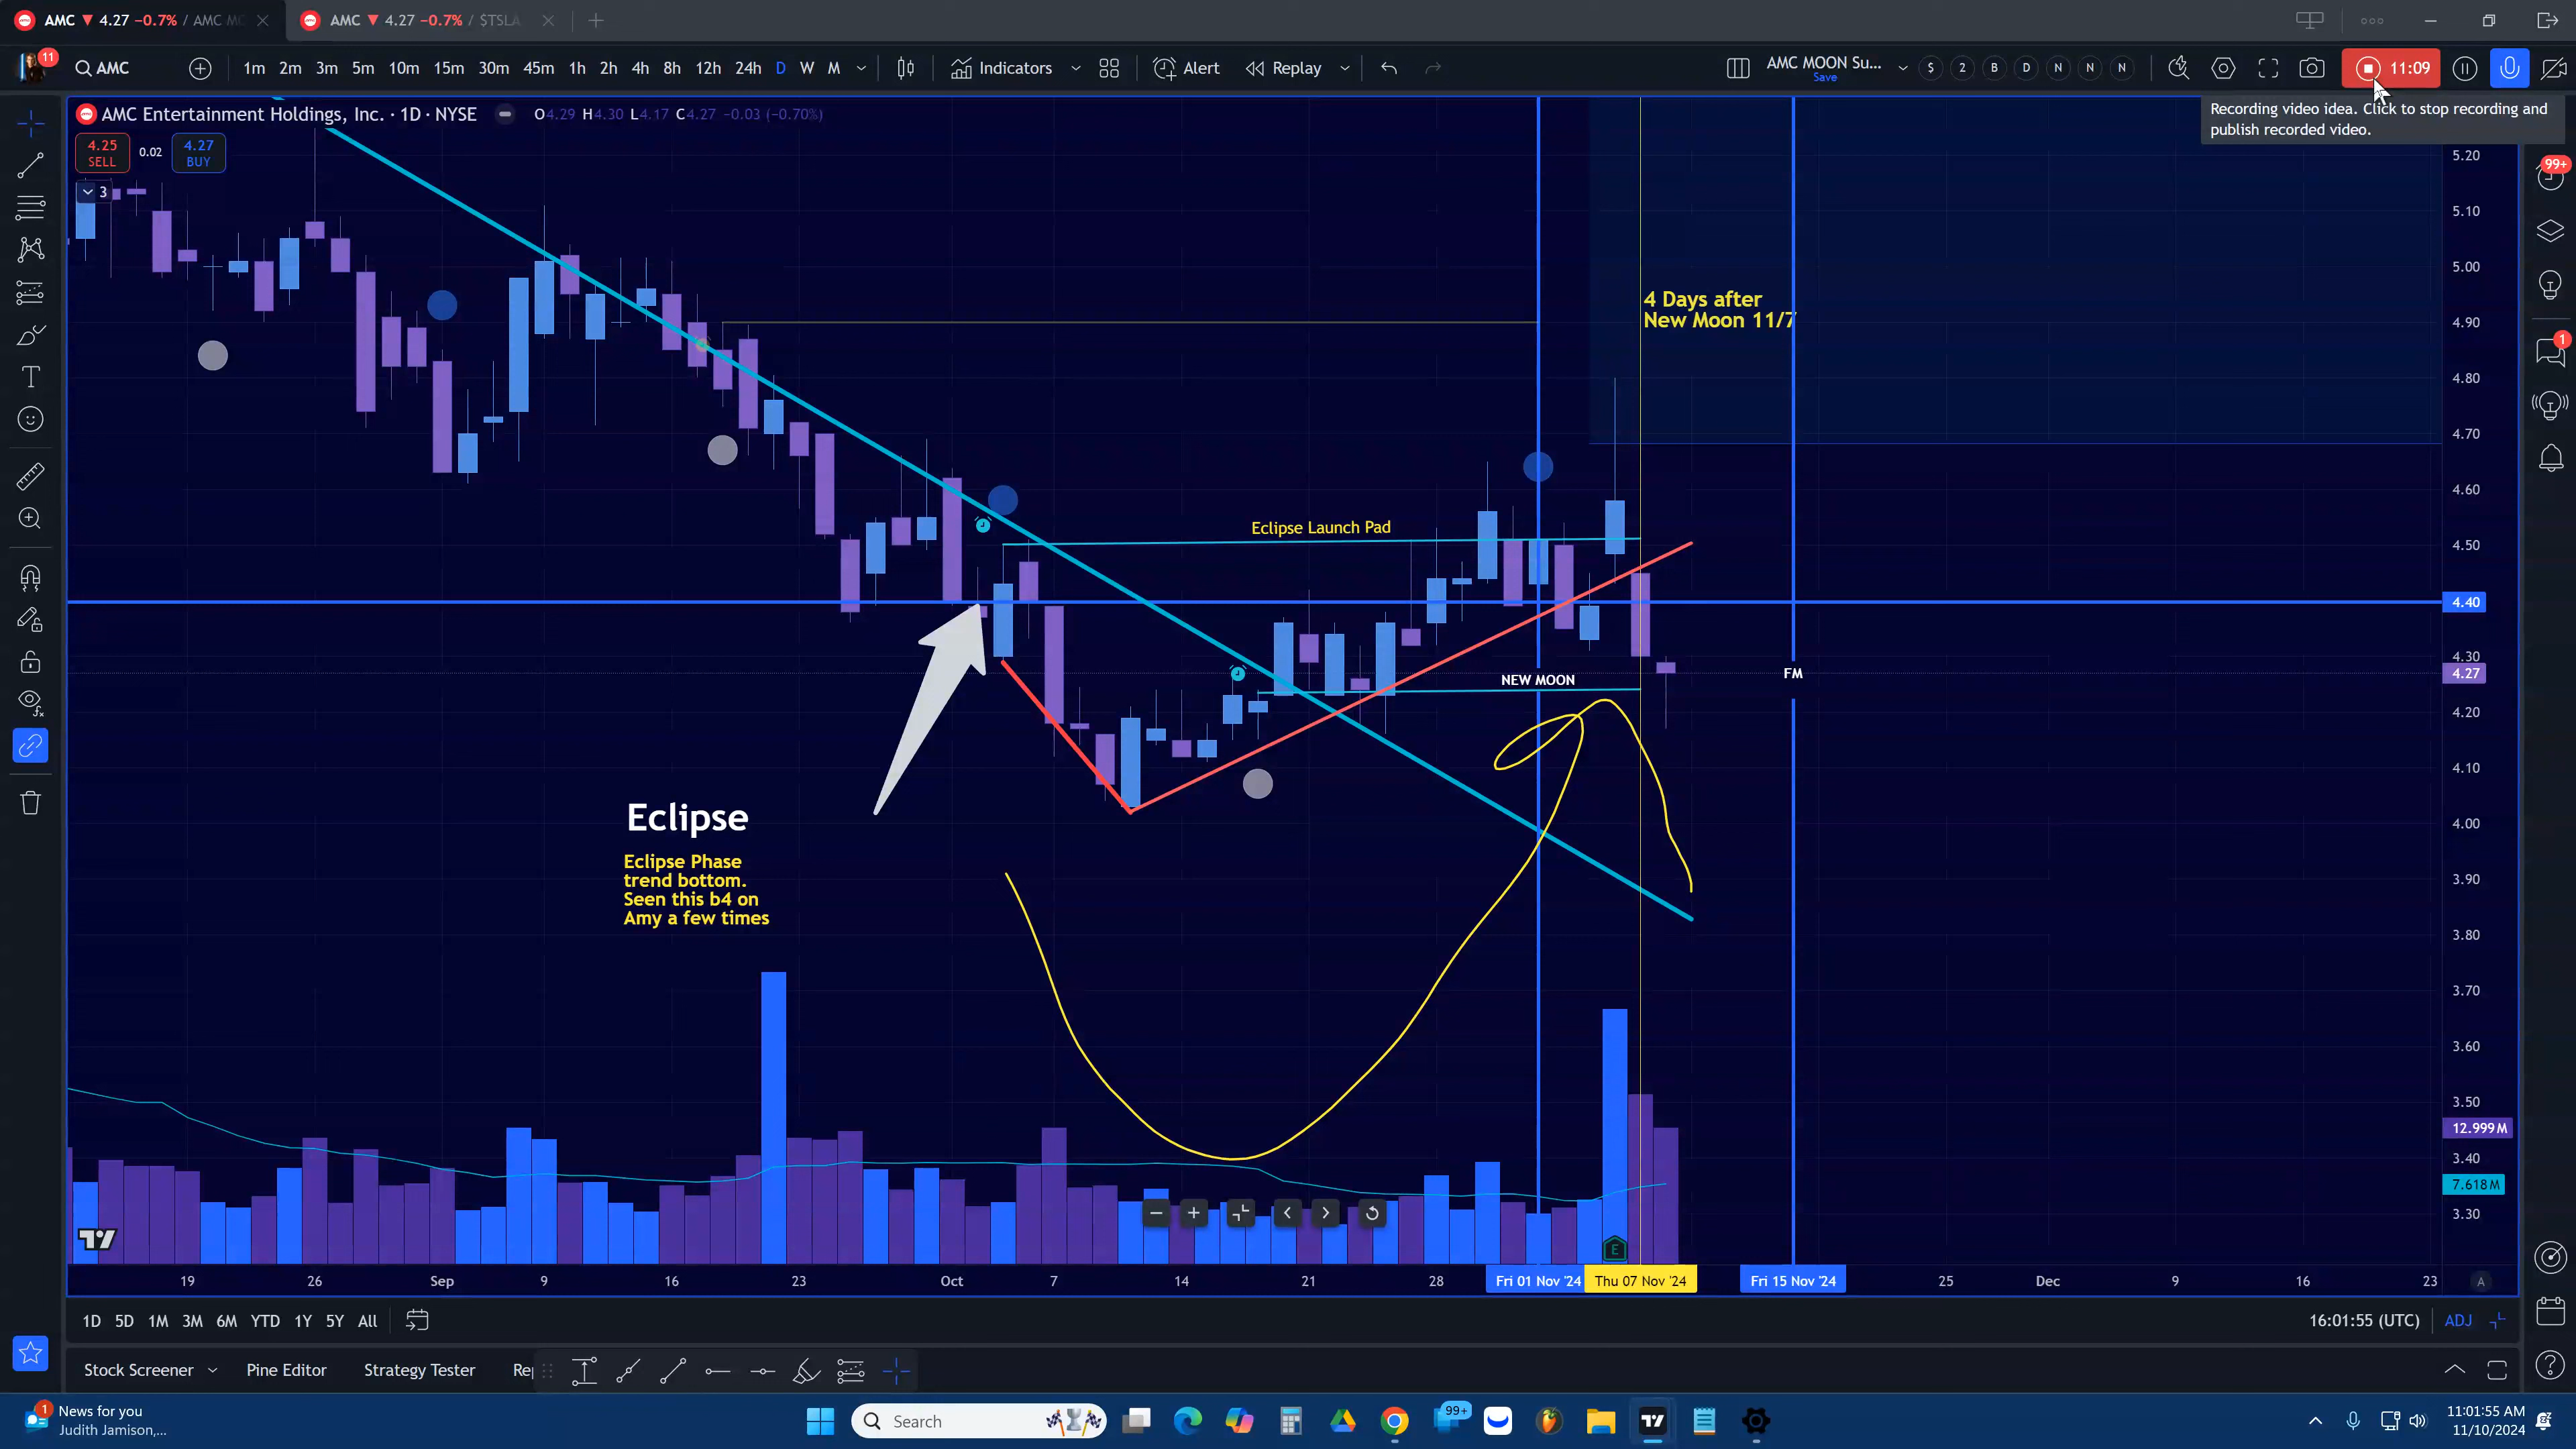 AMC ▼ 4.27 −0.7% / AMC MO
AMC ▼ 4.27 −0.7% / $TSLA
11
AMC
1m 2m 3m 5m 10m 15m 30m 45m 1h 2h 4h 8h 12h 24h D W M
Indicators
Alert
Replay
AMC MOON Su...
Save
$ 2 B D N N N
11:09
Recording video idea. Click to stop recording and
publish recorded video.
AMC Entertainment Holdings, Inc. · 1D · NYSE
O4.29 H4.30 L4.17 C4.27 −0.03 (−0.70%)
4.25
SELL
0.02
4.27
BUY
3
99+
1
5.20
5.10
5.00
4.90
4.80
4.70
4.60
4.50
4.40
4.30
4.27
4.20
4.10
4.00
3.90
3.80
3.70
3.60
3.50
12.999M
3.40
7.618M
3.30
4 Days after
New Moon 11/7
Eclipse Launch Pad
NEW MOON
FM
Eclipse
Eclipse Phase
trend bottom.
Seen this b4 on
Amy a few times
E
19 26 Sep 9 16 23 Oct 7 14 21 28 Fri 01 Nov '24 Thu 07 Nov '24 Fri 15 Nov '24 25 Dec 9 16 23 A
1D 5D 1M 3M 6M YTD 1Y 5Y All
16:01:55 (UTC) ADJ
Stock Screener Pine Editor Strategy Tester Re
1
News for you
Judith Jamison,...
Search
99+
11:01:55 AM
11/10/2024